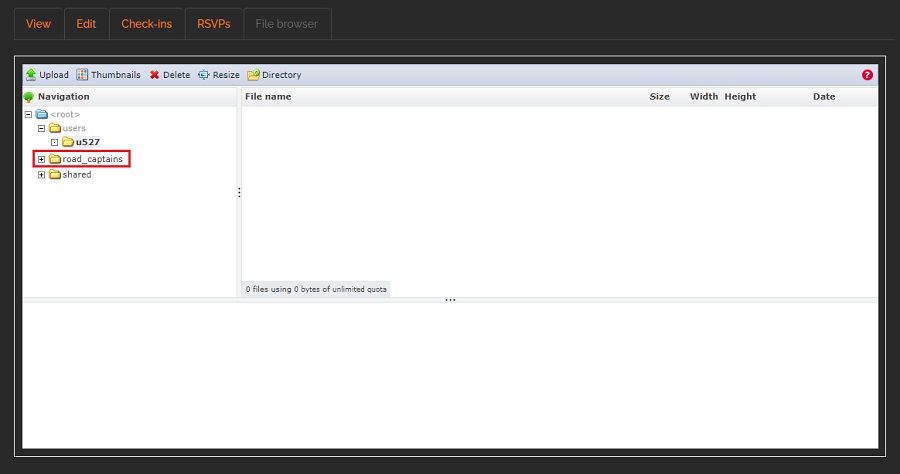 View Edit Check-ins RSVPs File browser
Upload Thumbnails Delete Resize Directory ?
Navigation File name Size Width Height Date
<root>
users
u527
road_captains
shared
0 files using 0 bytes of unlimited quota